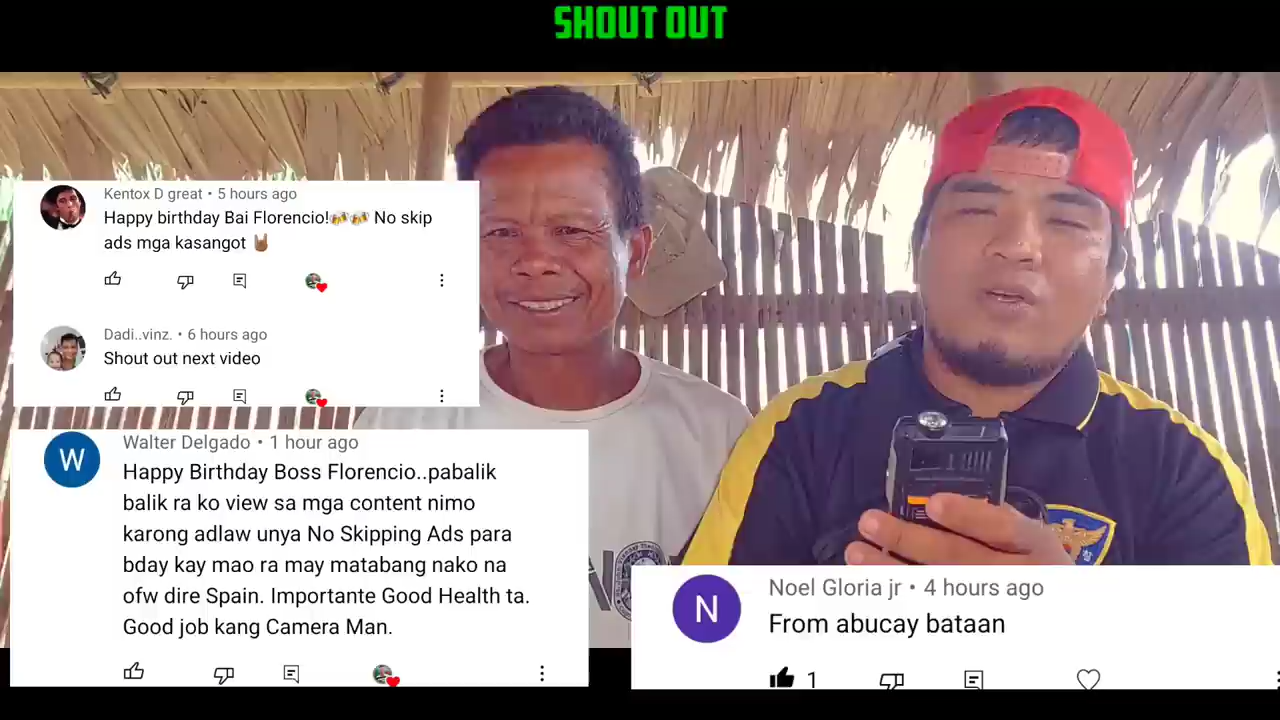 SHOUT OUT
Kentox D great • 5 hours ago
Happy birthday Bai Florencio!🍻🍻 No skip
ads mga kasangot 🤘🏾
Dadi..vinz. • 6 hours ago
Shout out next video
W
Walter Delgado • 1 hour ago
Happy Birthday Boss Florencio..pabalik
balik ra ko view sa mga content nimo
karong adlaw unya No Skipping Ads para
bday kay mao ra may matabang nako na
ofw dire Spain. Importante Good Health ta.
Good job kang Camera Man.
N
Noel Gloria jr • 4 hours ago
From abucay bataan
1